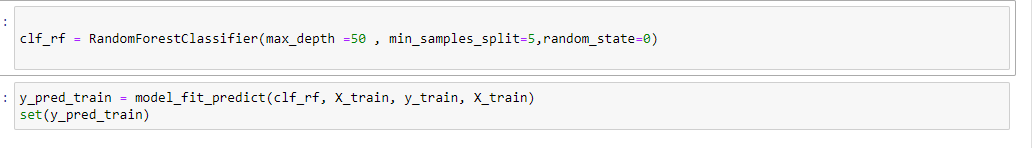 :
clf_rf = RandomForestClassifier(max_depth =50 , min_samples_split=5,random_state=0)
: y_pred_train = model_fit_predict(clf_rf, X_train, y_train, X_train)
set(y_pred_train)